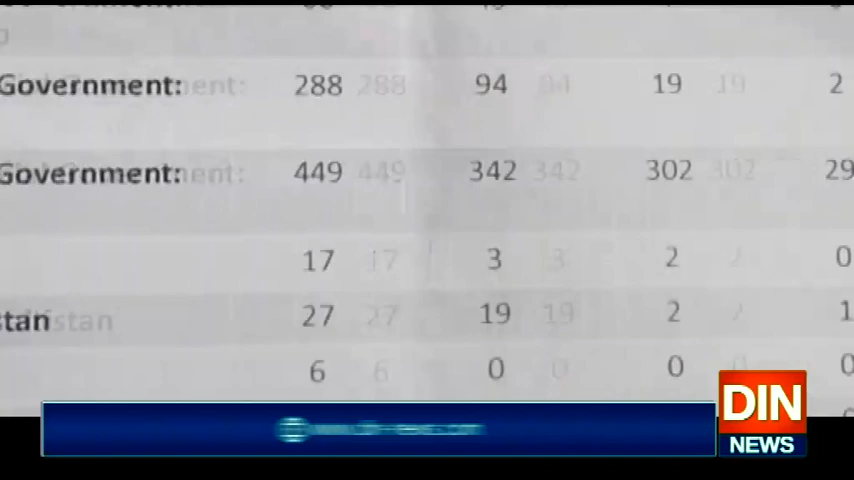 Government: 288 94 19 2
Government: 449 342 302 29
17 3 2 0
stan 27 19 2 1
6 0 0 0
DIN
NEWS